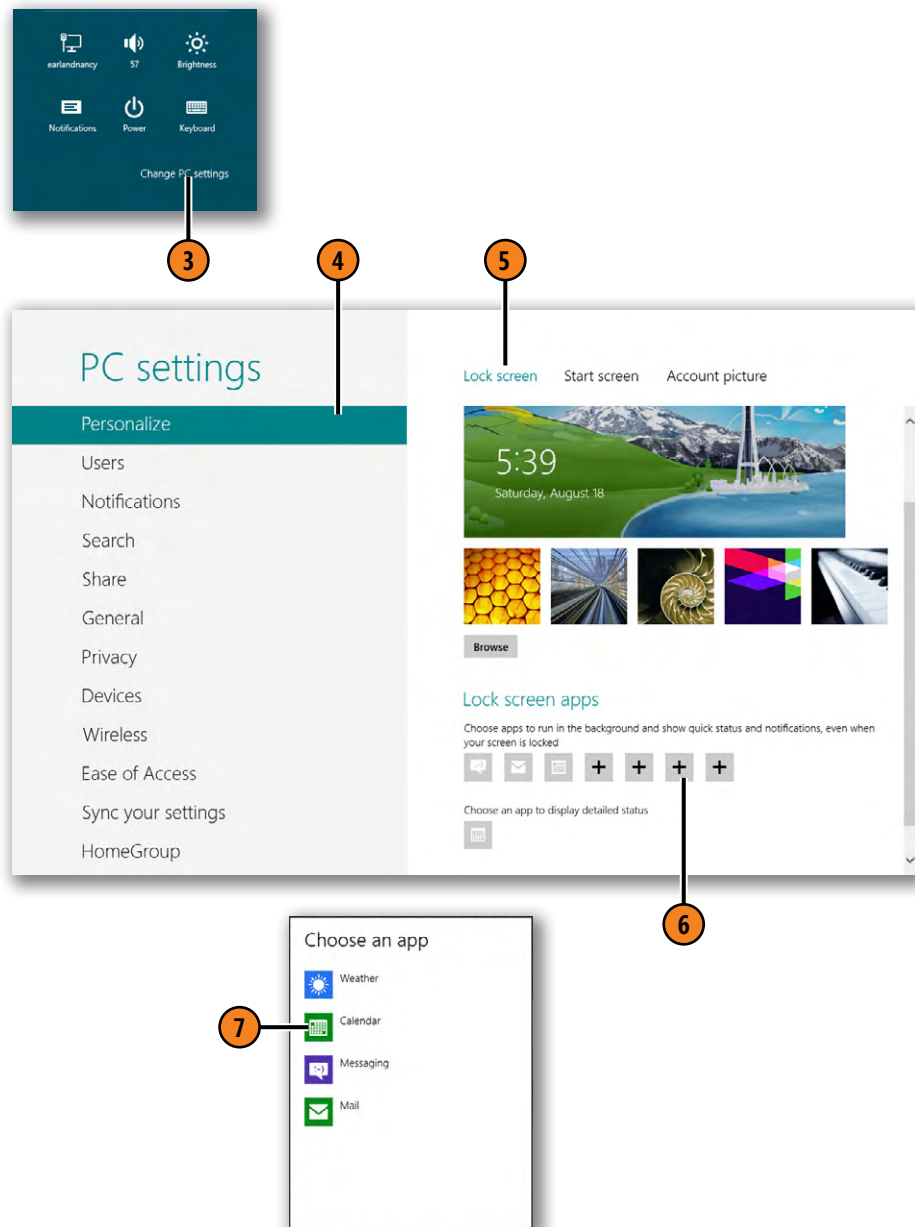 earlandnancy
57
Brightness
Notifications
Power
Keyboard
Change PC settings
3
4
5
PC settings
Personalize
Users
Notifications
Search
Share
General
Privacy
Devices
Wireless
Ease of Access
Sync your settings
HomeGroup
Lock screen
Start screen
Account picture
5:39
Saturday, August 18
Browse
Lock screen apps
Choose apps to run in the background and show quick status and notifications, even when
your screen is locked
Choose an app to display detailed status
6
Choose an app
Weather
7
Calendar
Messaging
Mail